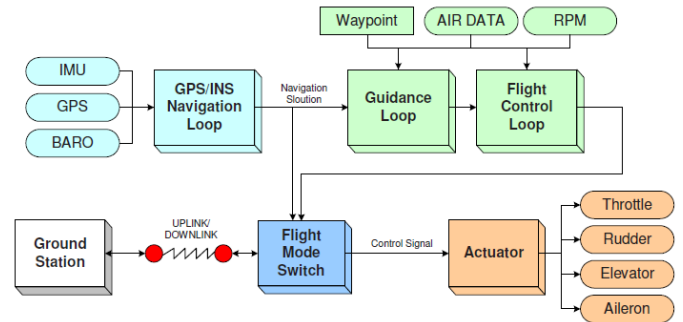 Waypoint
AIR DATA
RPM
IMU
GPS
BARO
GPS/INS
Navigation
Loop
Navigation
Sloution
Guidance
Loop
Flight
Control
Loop
Ground
Station
UPLINK/
DOWNLINK
Flight
Mode
Switch
Control Signal
Actuator
Throttle
Rudder
Elevator
Aileron